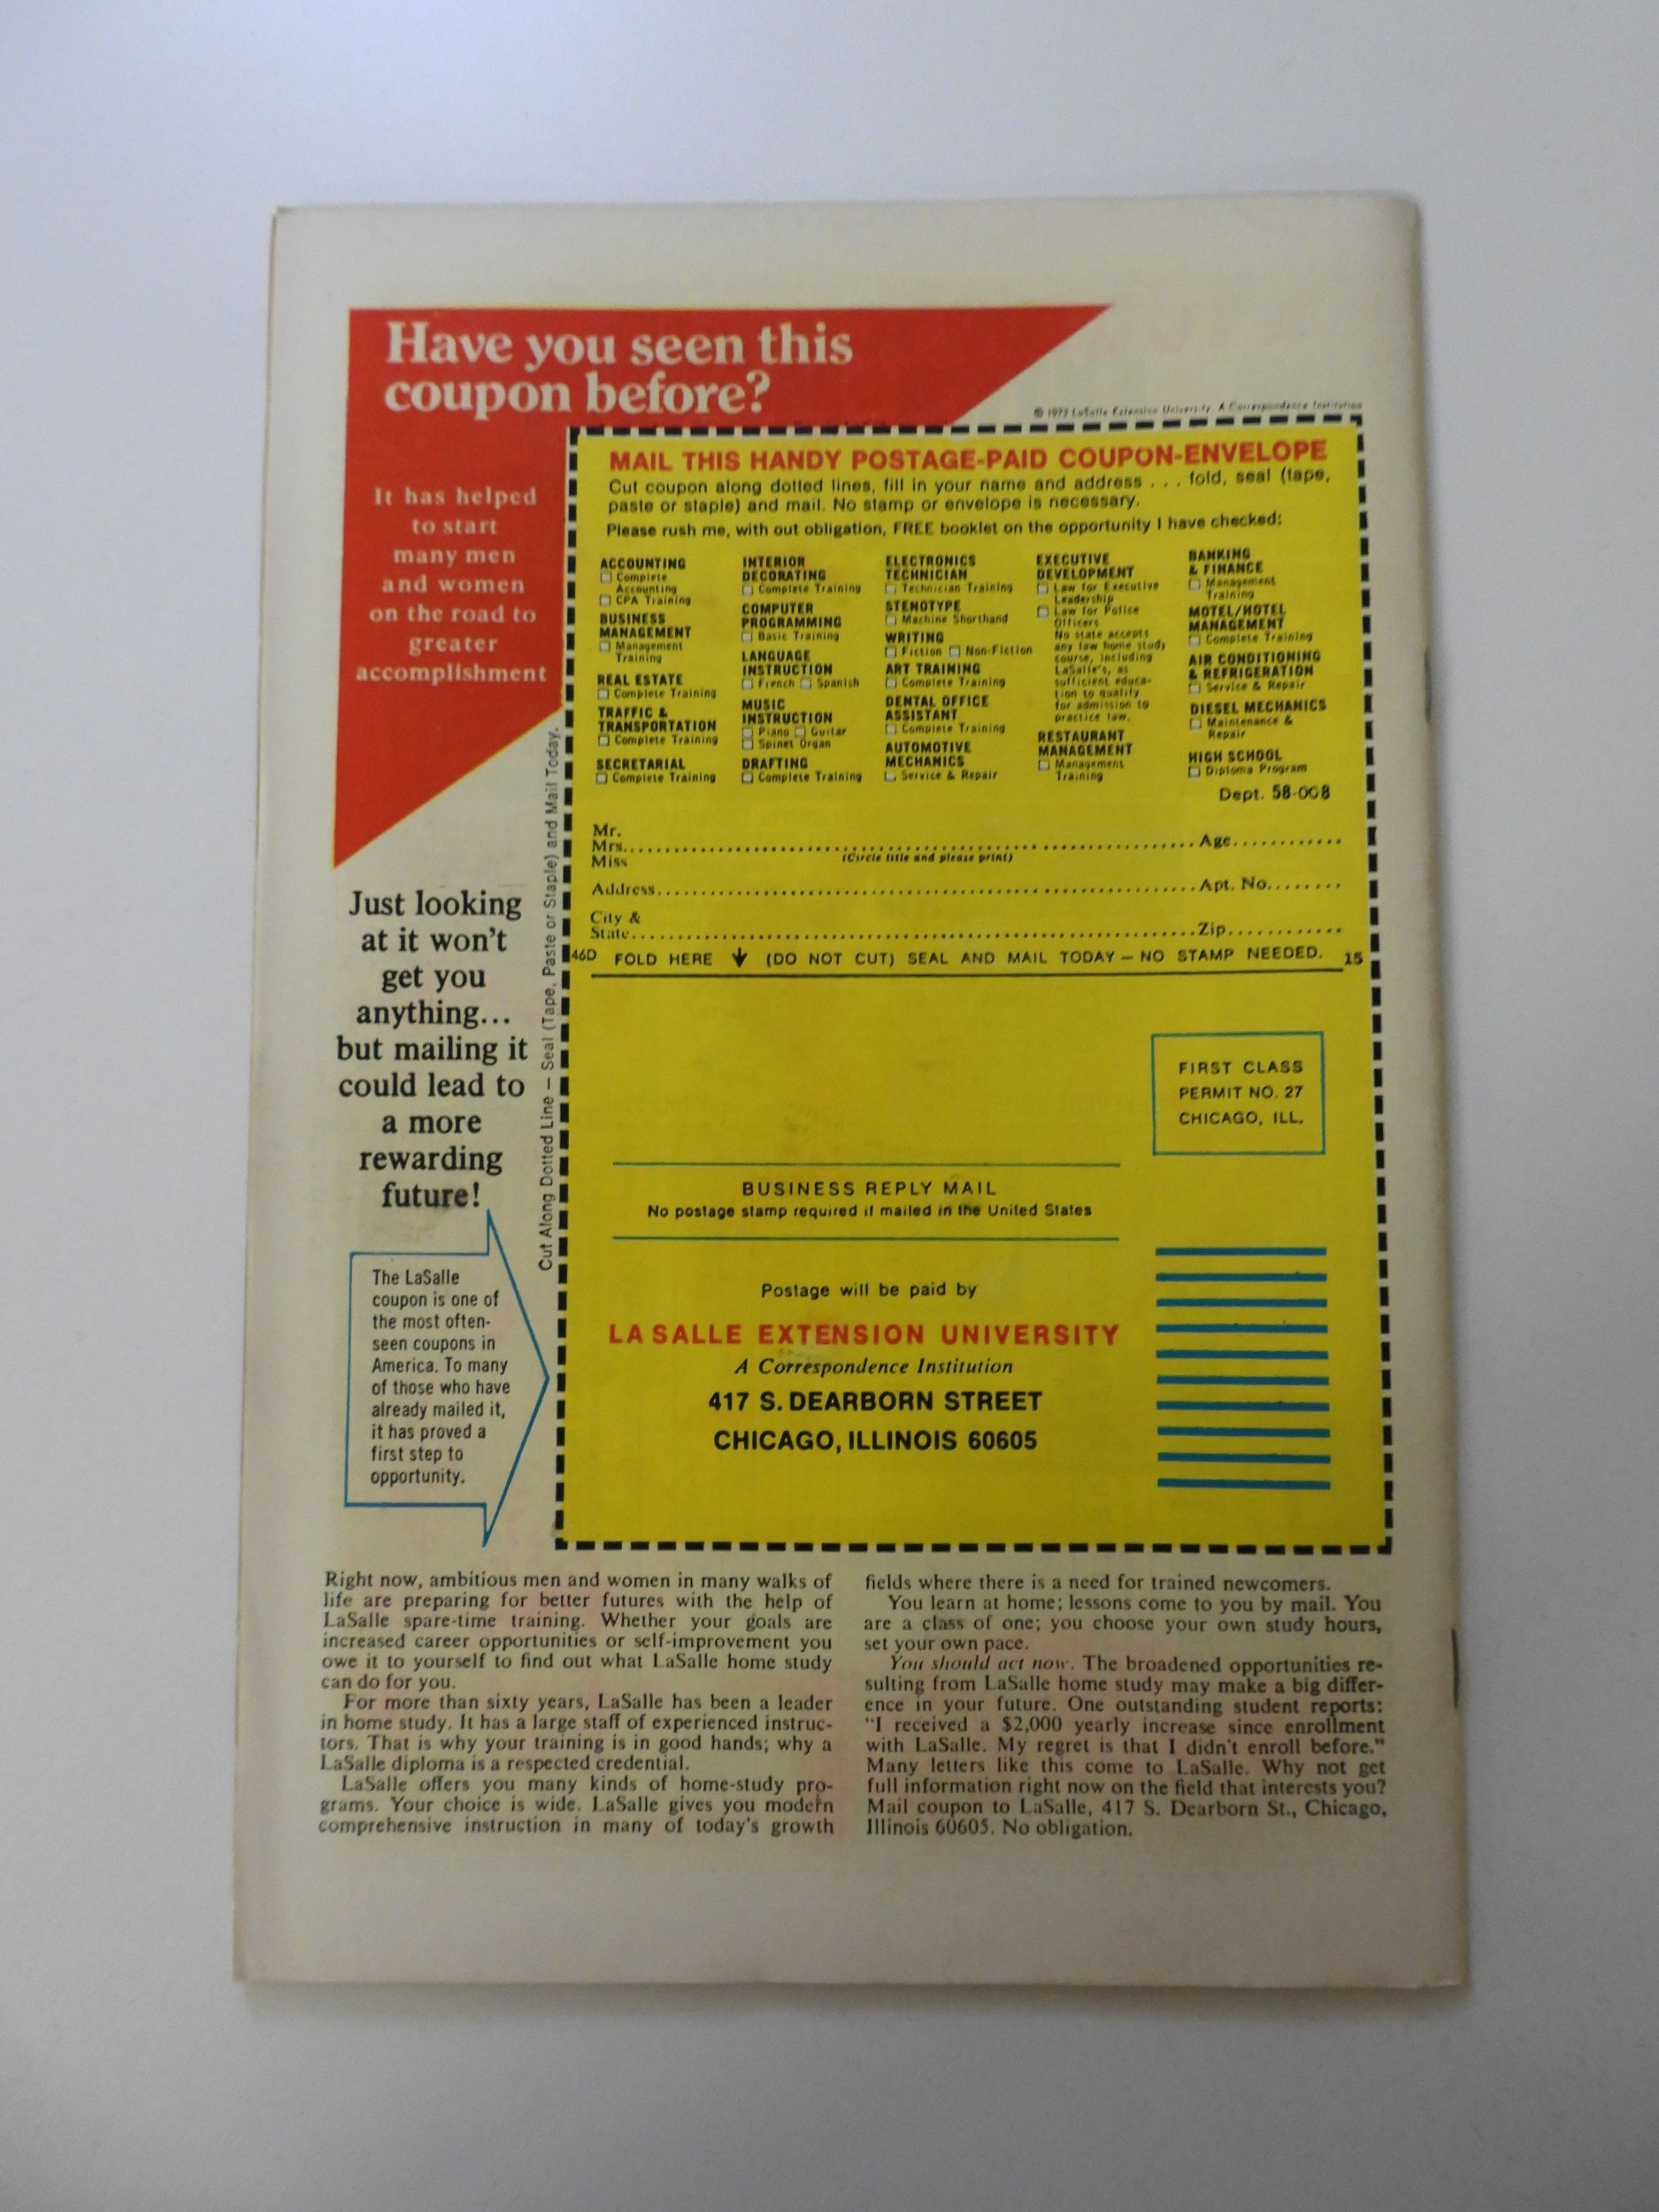 Have you seen this
coupon before?
© 1977 LaSalle Extension University A Correspondence Institution
It has helped
to start
many men
and women
on the road to
greater
accomplishment
Just looking
at it won't
get you
anything...
but mailing it
could lead to
a more
rewarding
future!
The LaSalle
coupon is one of
the most often-
seen coupons in
America. To many
of those who have
already mailed it,
it has proved a
first step to
opportunity.
Cut Along Dotted Line – Seal (Tape, Paste or Staple) and Mail Today.
MAIL THIS HANDY POSTAGE-PAID COUPON-ENVELOPE
Cut coupon along dotted lines, fill in your name and address . . . fold, seal (tape,
paste or staple) and mail. No stamp or envelope is necessary.
Please rush me, with out obligation, FREE booklet on the opportunity I have checked:
ACCOUNTING
Complete
Accounting
CPA Training
BUSINESS
MANAGEMENT
Management
Training
REAL ESTATE
Complete Training
TRAFFIC &
TRANSPORTATION
Complete Training
SECRETARIAL
Complete Training
INTERIOR
DECORATING
Complete Training
COMPUTER
PROGRAMMING
Basic Training
LANGUAGE
INSTRUCTION
French Spanish
MUSIC
INSTRUCTION
Piano Guitar
Spinet Organ
DRAFTING
Complete Training
ELECTRONICS
TECHNICIAN
Technician Training
STENOTYPE
Machine Shorthand
WRITING
Fiction Non-Fiction
ART TRAINING
Complete Training
DENTAL OFFICE
ASSISTANT
Complete Training
AUTOMOTIVE
MECHANICS
Service & Repair
EXECUTIVE
DEVELOPMENT
Law for Executive
Leadership
Law for Police
Officers
No state accepts
any law home study
course, including
LaSalle's, as
sufficient educa-
tion to qualify
for admission to
practice law.
RESTAURANT
MANAGEMENT
Management
Training
BANKING
& FINANCE
Management
Training
MOTEL/HOTEL
MANAGEMENT
Complete Training
AIR CONDITIONING
& REFRIGERATION
Service & Repair
DIESEL MECHANICS
Maintenance &
Repair
HIGH SCHOOL
Diploma Program
Dept. 58-008
Mr.
Mrs. Age
Miss (Circle title and please print)
Address Apt. No.
City &
State Zip
46D FOLD HERE (DO NOT CUT) SEAL AND MAIL TODAY – NO STAMP NEEDED. 15
FIRST CLASS
PERMIT NO. 27
CHICAGO, ILL.
BUSINESS REPLY MAIL
No postage stamp required if mailed in the United States
Postage will be paid by
LA SALLE EXTENSION UNIVERSITY
A Correspondence Institution
417 S. DEARBORN STREET
CHICAGO, ILLINOIS 60605
Right now, ambitious men and women in many walks of
life are preparing for better futures with the help of
LaSalle spare-time training. Whether your goals are
increased career opportunities or self-improvement you
owe it to yourself to find out what LaSalle home study
can do for you.
For more than sixty years, LaSalle has been a leader
in home study. It has a large staff of experienced instruc-
tors. That is why your training is in good hands; why a
LaSalle diploma is a respected credential.
LaSalle offers you many kinds of home-study pro-
grams. Your choice is wide. LaSalle gives you modern
comprehensive instruction in many of today's growth
fields where there is a need for trained newcomers.
You learn at home; lessons come to you by mail. You
are a class of one; you choose your own study hours,
set your own pace.
You should act now. The broadened opportunities re-
sulting from LaSalle home study may make a big differ-
ence in your future. One outstanding student reports:
"I received a $2,000 yearly increase since enrollment
with LaSalle. My regret is that I didn't enroll before."
Many letters like this come to LaSalle. Why not get
full information right now on the field that interests you?
Mail coupon to LaSalle, 417 S. Dearborn St., Chicago,
Illinois 60605. No obligation.